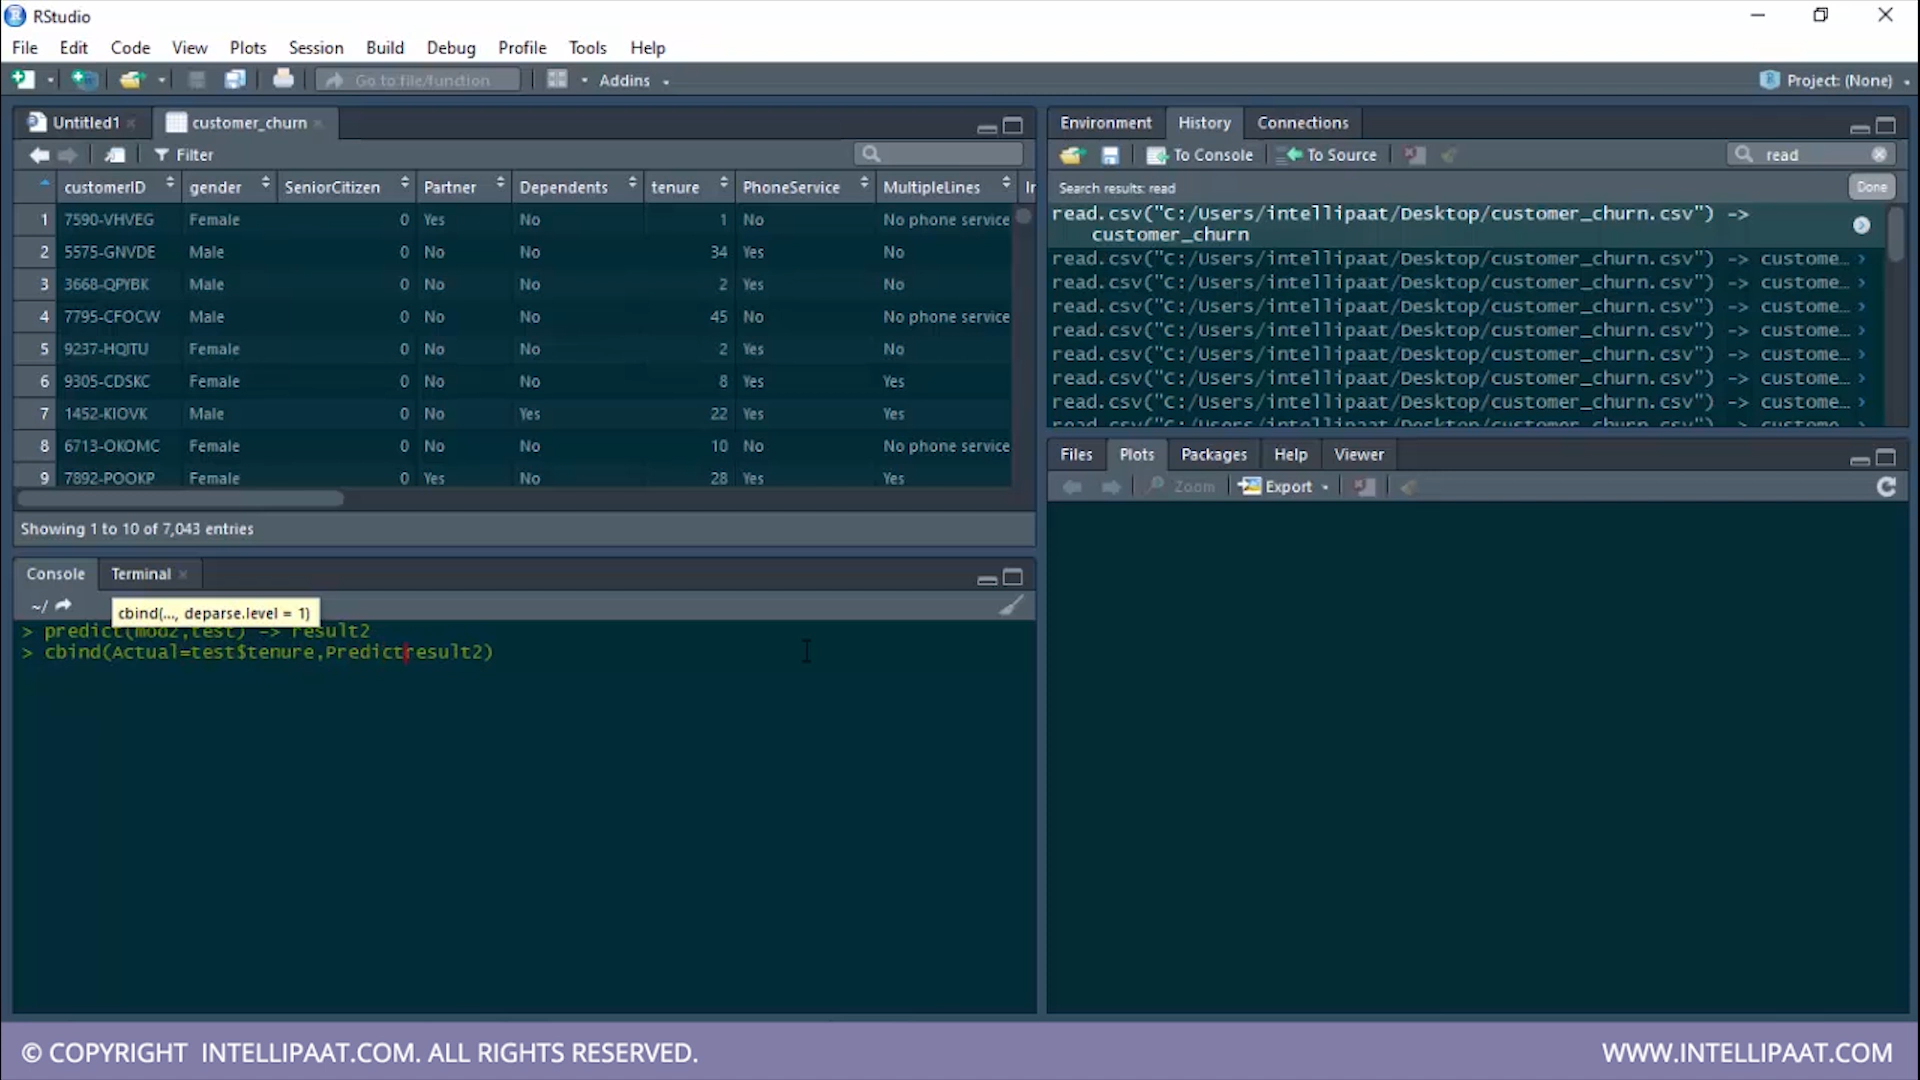 RStudio
File Edit Code View Plots Session Build Debug Profile Tools Help
Go to file/function Addins Project: (None)
Untitled1 customer_churn
Filter
customerID gender SeniorCitizen Partner Dependents tenure PhoneService MultipleLines In
1 7590-VHVEG Female 0 Yes No 1 No No phone service
2 5575-GNVDE Male 0 No No 34 Yes No
3 3668-QPYBK Male 0 No No 2 Yes No
4 7795-CFOCW Male 0 No No 45 No No phone service
5 9237-HQITU Female 0 No No 2 Yes No
6 9305-CDSKC Female 0 No No 8 Yes Yes
7 1452-KIOVK Male 0 No Yes 22 Yes Yes
8 6713-OKOMC Female 0 No No 10 No No phone service
9 7892-POOKP Female 0 Yes No 28 Yes Yes
Showing 1 to 10 of 7,043 entries
Console Terminal
~/
cbind(..., deparse.level = 1)
> predict(mod2,test) -> result2
> cbind(Actual=test$tenure,Predictresult2)
Environment History Connections
To Console To Source read
Search results: read Done
read.csv("C:/Users/intellipaat/Desktop/customer_churn.csv") ->
customer_churn
read.csv("C:/Users/intellipaat/Desktop/customer_churn.csv") -> custome…
read.csv("C:/Users/intellipaat/Desktop/customer_churn.csv") -> custome…
read.csv("C:/Users/intellipaat/Desktop/customer_churn.csv") -> custome…
read.csv("C:/Users/intellipaat/Desktop/customer_churn.csv") -> custome…
read.csv("C:/Users/intellipaat/Desktop/customer_churn.csv") -> custome…
read.csv("C:/Users/intellipaat/Desktop/customer_churn.csv") -> custome…
read.csv("C:/Users/intellipaat/Desktop/customer_churn.csv") -> custome…
Files Plots Packages Help Viewer
Zoom Export
© COPYRIGHT INTELLIPAAT.COM. ALL RIGHTS RESERVED.
WWW.INTELLIPAAT.COM